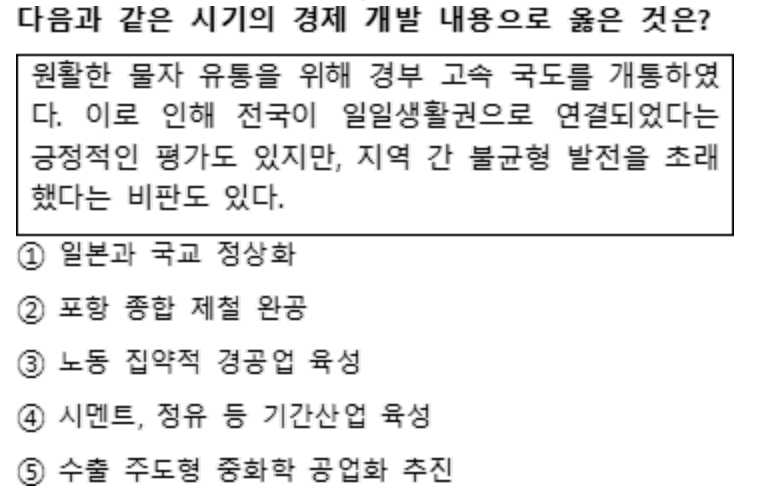 다음과 같은 시기의 경제 개발 내용으로 옳은 것은?
원활한 물자 유통을 위해 경부 고속 국도를 개통하였
다. 이로 인해 전국이 일일생활권으로 연결되었다는
긍정적인 평가도 있지만, 지역 간 불균형 발전을 초래
했다는 비판도 있다.
① 일본과 국교 정상화
② 포항 종합 제철 완공
③ 노동 집약적 경공업 육성
④ 시멘트, 정유 등 기간산업 육성
⑤ 수출 주도형 중화학 공업화 추진